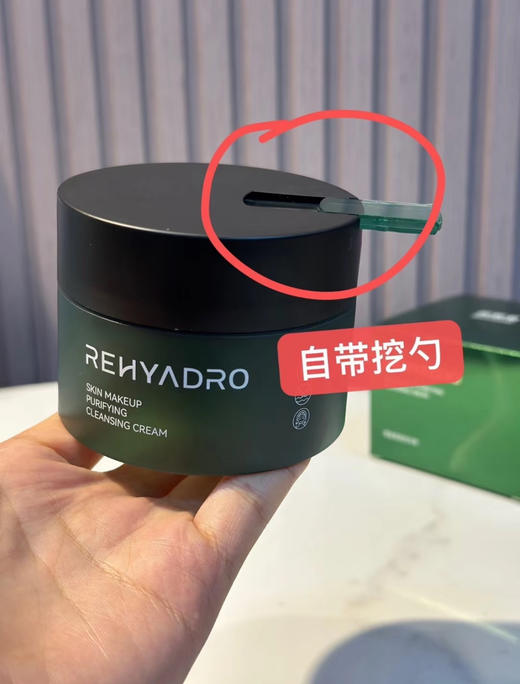 REHYADRO
自带挖勺
SKIN MAKEUP
PURIFYING
CLEANSING CREAM